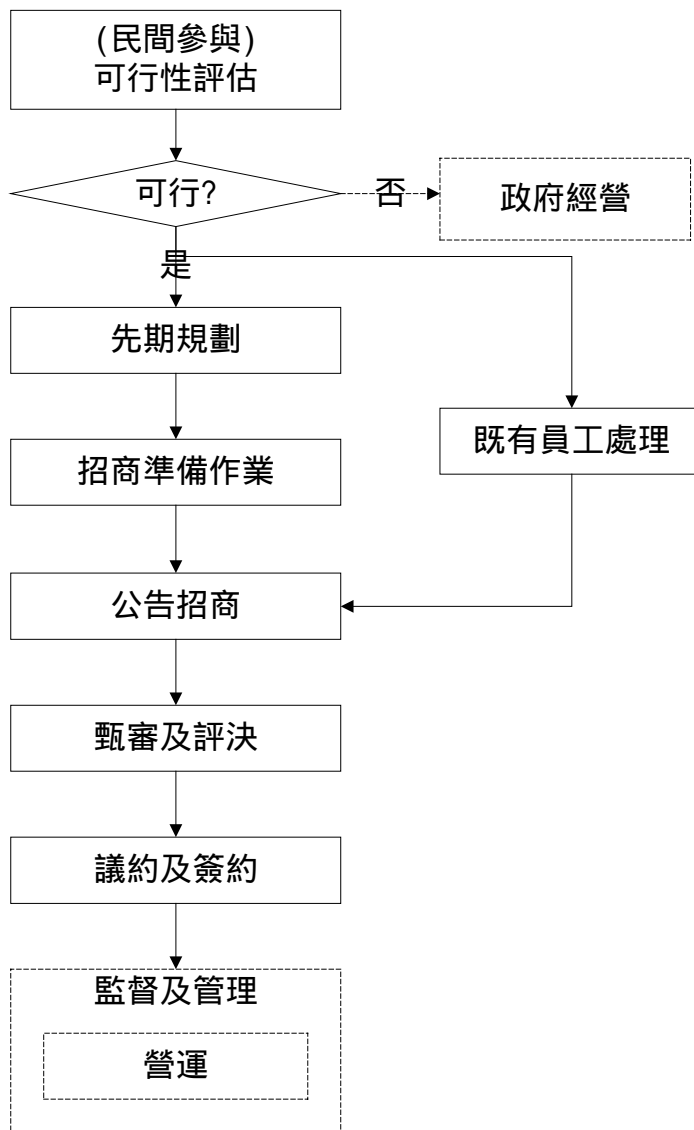 (民間參與)
可行性評估
可行?
否
政府經營
是
先期規劃
既有員工處理
招商準備作業
公告招商
甄審及評決
議約及簽約
監督及管理
營運